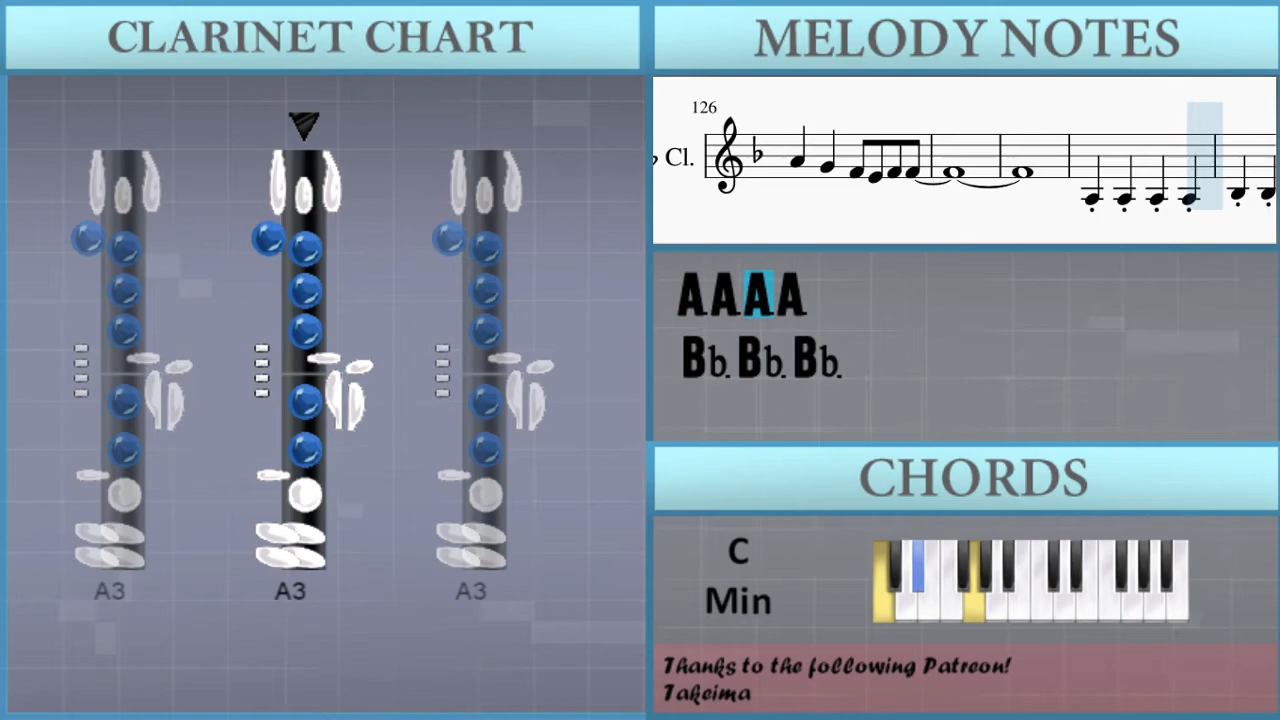 CLARINET CHART
A3 A3 A3
MELODY NOTES
126
♭ Cl.
A A A A
Bb. Bb. Bb.
CHORDS
C
Min
Thanks to the following Patreon!
Takeima